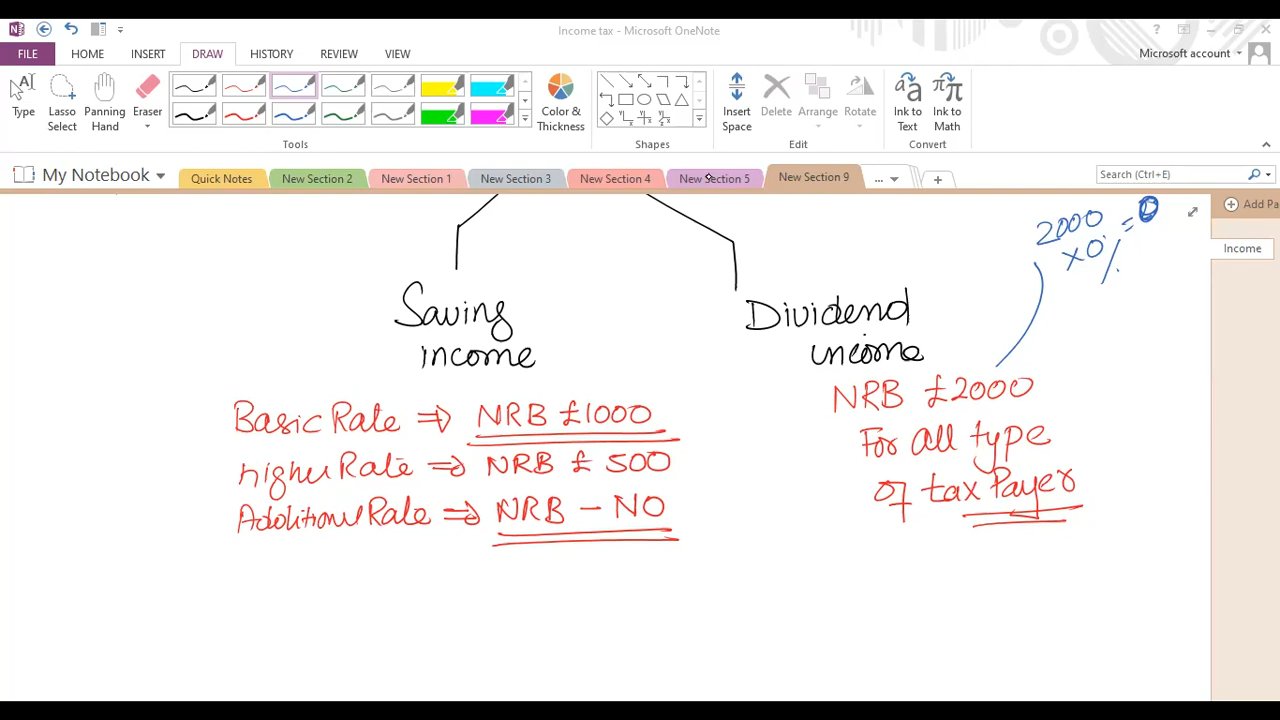 Income tax - Microsoft OneNote
FILE HOME INSERT DRAW HISTORY REVIEW VIEW
Microsoft account
Type
Lasso Select
Panning Hand
Eraser
Color & Thickness
Insert Space
Delete
Arrange
Rotate
Ink to Text
Ink to Math
Tools
Shapes
Edit
Convert
My Notebook
Quick Notes
New Section 2
New Section 1
New Section 3
New Section 4
New Section 5
New Section 9
...
Search (Ctrl+E)
Add Pa
Income
2000 = 0
x0%
Saving
income
Dividend
income
Basic Rate ⇒ NRB £1000
Higher Rate ⇒ NRB £ 500
Additional Rate ⇒ NRB - NO
NRB £2000
For all type
of tax Payer